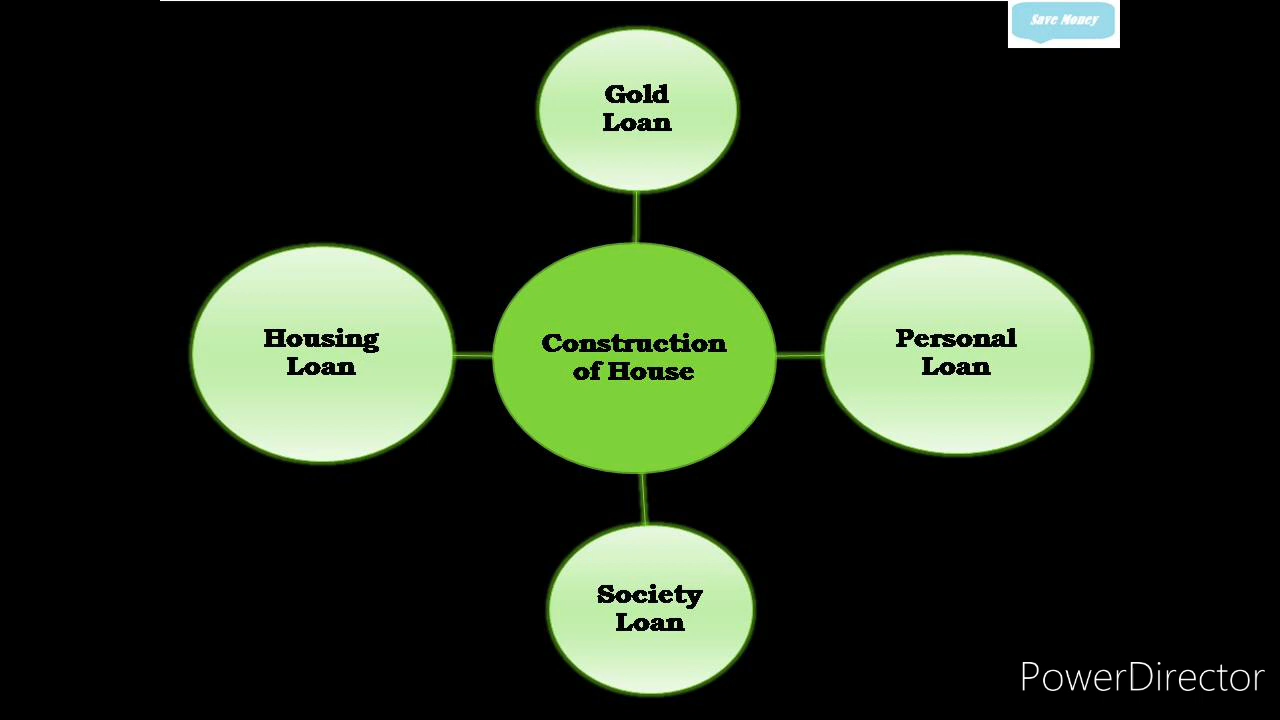 Save Money
Gold
Loan
Housing
Loan
Construction
of House
Personal
Loan
Society
Loan
PowerDirector